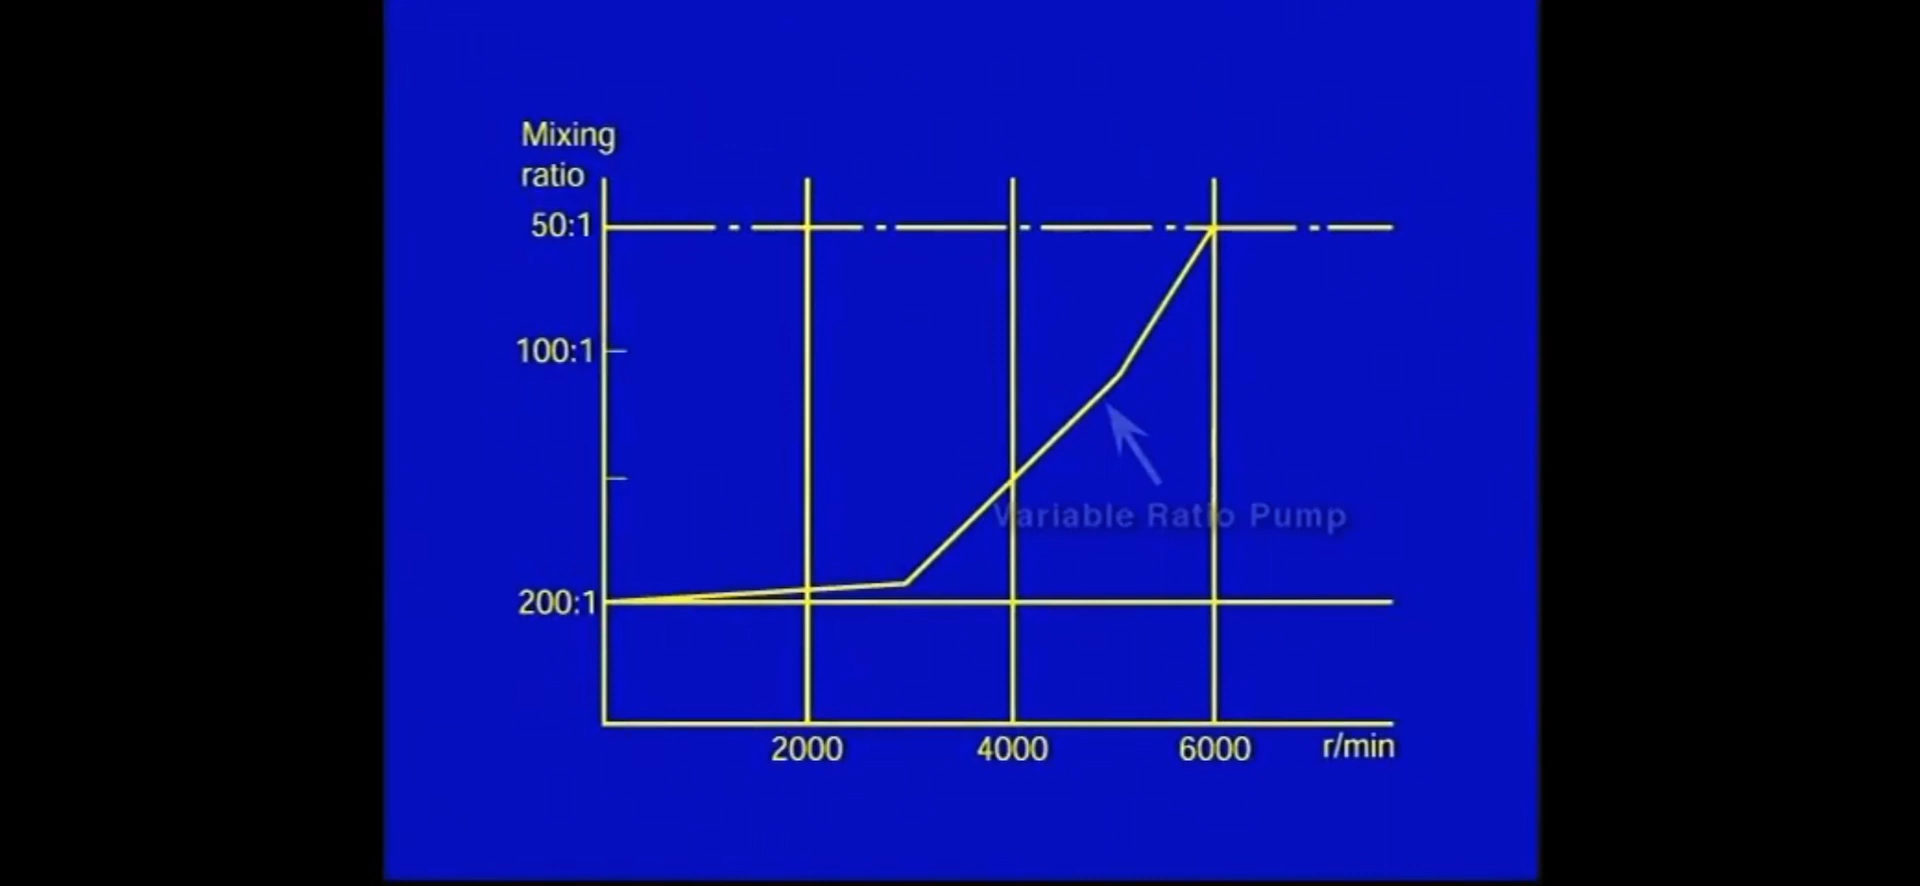 Mixing
ratio
50:1
100:1
Variable Ratio Pump
200:1
2000 4000 6000 r/min